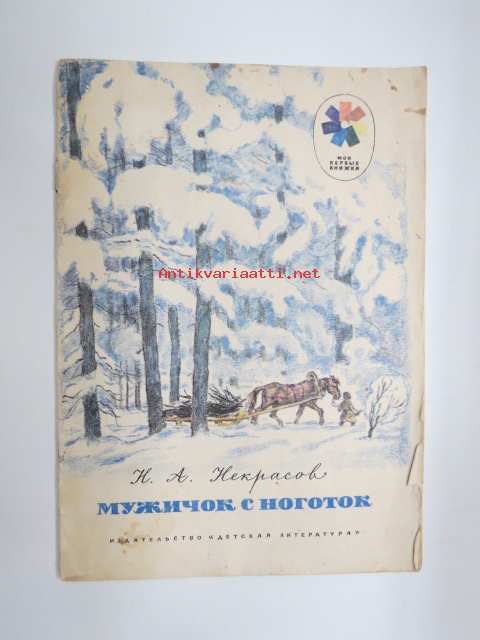 МОИ
ПЕРВЫЕ
КНИЖКИ
Antikvariaatti.net
Н. А. Некрасов
МУЖИЧОК С НОГОТОК
ИЗДАТЕЛЬСТВО «ДЕТСКАЯ ЛИТЕРАТУРА»